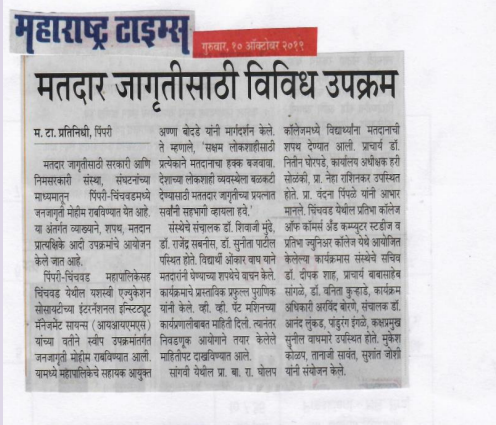 महाराष्ट्र टाइम्स
गुरुवार, १० ऑक्टोबर २०१९
मतदार जागृतीसाठी विविध उपक्रम
म. टा. प्रतिनिधी, पिंपरी
मतदार जागृतीसाठी सरकारी आणि
निमसरकारी संस्था, संघटनांच्या
माध्यमातून पिंपरी-चिंचवडमध्ये
जनजागृती मोहीम राबविण्यात येत आहे.
या अंतर्गत व्याख्याने, शपथ, मतदान
प्रात्यक्षिके आदी उपक्रमांचे आयोजन
केले जात आहे.
पिंपरी-चिंचवड महापालिकेसह
चिंचवड येथील यशस्वी एज्युकेशन
सोसायटीच्या इंटरनॅशनल इन्स्टिट्यूट
मॅनेजमेंट सायन्स (आयआयएमएस)
यांच्या वतीने स्वीप उपक्रमांतर्गत
जनजागृती मोहीम राबविण्यात आली.
यामध्ये महापालिकेचे सहायक आयुक्त
अण्णा बोदडे यांनी मार्गदर्शन केले.
ते म्हणाले, 'सक्षम लोकशाहीसाठी
प्रत्येकाने मतदानाचा हक्क बजवावा.
देशाच्या लोकशाही व्यवस्थेला बळकटी
देण्यासाठी मतदार जागृतीच्या प्रयत्नात
सर्वांनी सहभागी व्हायला हवे.'
संस्थेचे संचालक डॉ. शिवाजी मुंढे,
डॉ. राजेंद्र सबनीस, डॉ. सुनीता पाटील
उपस्थित होते. विद्यार्थी ओंकार वाघ याने
मतदारांनी घेण्याच्या शपथेचे वाचन केले.
कार्यक्रमाचे प्रास्ताविक प्रफुल्ल पुराणिक
यांनी केले. व्ही. व्ही. पॅट मशिनच्या
कार्यप्रणालीबाबत माहिती दिली. त्यानंतर
निवडणूक आयोगाने तयार केलेले
माहितीपट दाखविण्यात आले.
सांगवी येथील प्रा. बा. रा. घोलप
कॉलेजमध्ये विद्यार्थ्यांना मतदानाची
शपथ देण्यात आली. प्राचार्य डॉ.
नितीन घोरपडे, कार्यालय अधीक्षक हरी
सोळंकी, प्रा. नेहा राशिनकर उपस्थित
होते. प्रा. वंदना पिंपळे यांनी आभार
मानले. चिंचवड येथील प्रतिभा कॉलेज
ऑफ कॉमर्स अँड कम्प्युटर स्टडीज व
प्रतिभा ज्युनिअर कॉलेज येथे आयोजित
केलेल्या कार्यक्रमास संस्थेचे सचिव
डॉ. दीपक शाह, प्राचार्य बाबासाहेब
सांगळे, डॉ. वनिता कुऱ्हाडे, कार्यक्रम
अधिकारी अरविंद बोरगे, संचालक डॉ.
आनंद लुंकड, पांडुरंग इंगळे, कक्षप्रमुख
सुनील वाघमारे उपस्थित होते. मुकेश
कोळप, तानाजी सावंत, सुशांत जोशी
यांनी संयोजन केले.